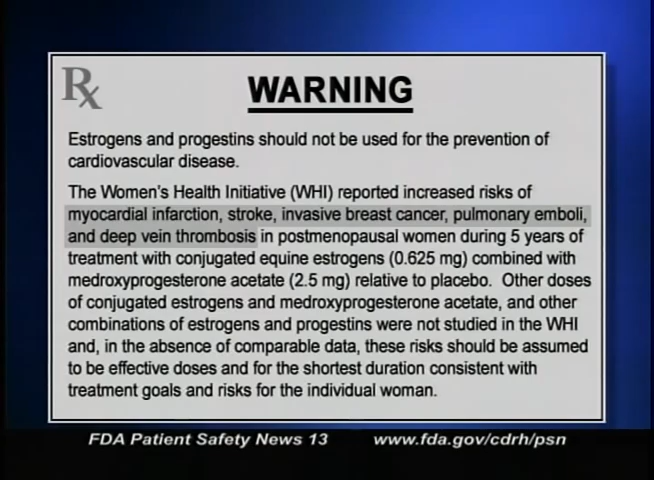 Rx
WARNING
Estrogens and progestins should not be used for the prevention of
cardiovascular disease.
The Women's Health Initiative (WHI) reported increased risks of
myocardial infarction, stroke, invasive breast cancer, pulmonary emboli,
and deep vein thrombosis in postmenopausal women during 5 years of
treatment with conjugated equine estrogens (0.625 mg) combined with
medroxyprogesterone acetate (2.5 mg) relative to placebo. Other doses
of conjugated estrogens and medroxyprogesterone acetate, and other
combinations of estrogens and progestins were not studied in the WHI
and, in the absence of comparable data, these risks should be assumed
to be effective doses and for the shortest duration consistent with
treatment goals and risks for the individual woman.
FDA Patient Safety News 13 www.fda.gov/cdrh/psn